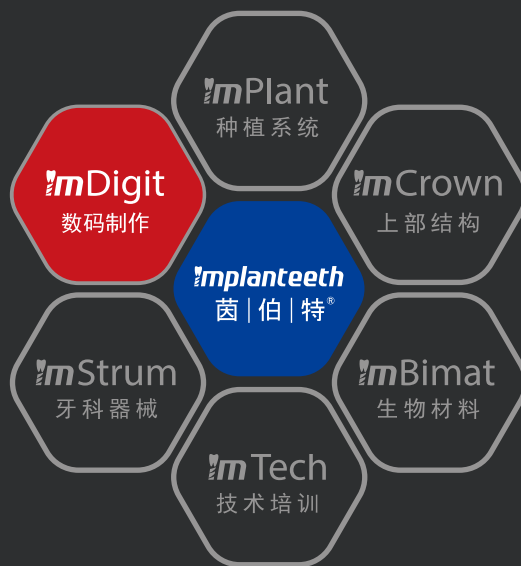 imPlant
种植系统
imDigit
数码制作
imCrown
上部结构
implanteeth
茵|伯|特®
imStrum
牙科器械
imBimat
生物材料
imTech
技术培训